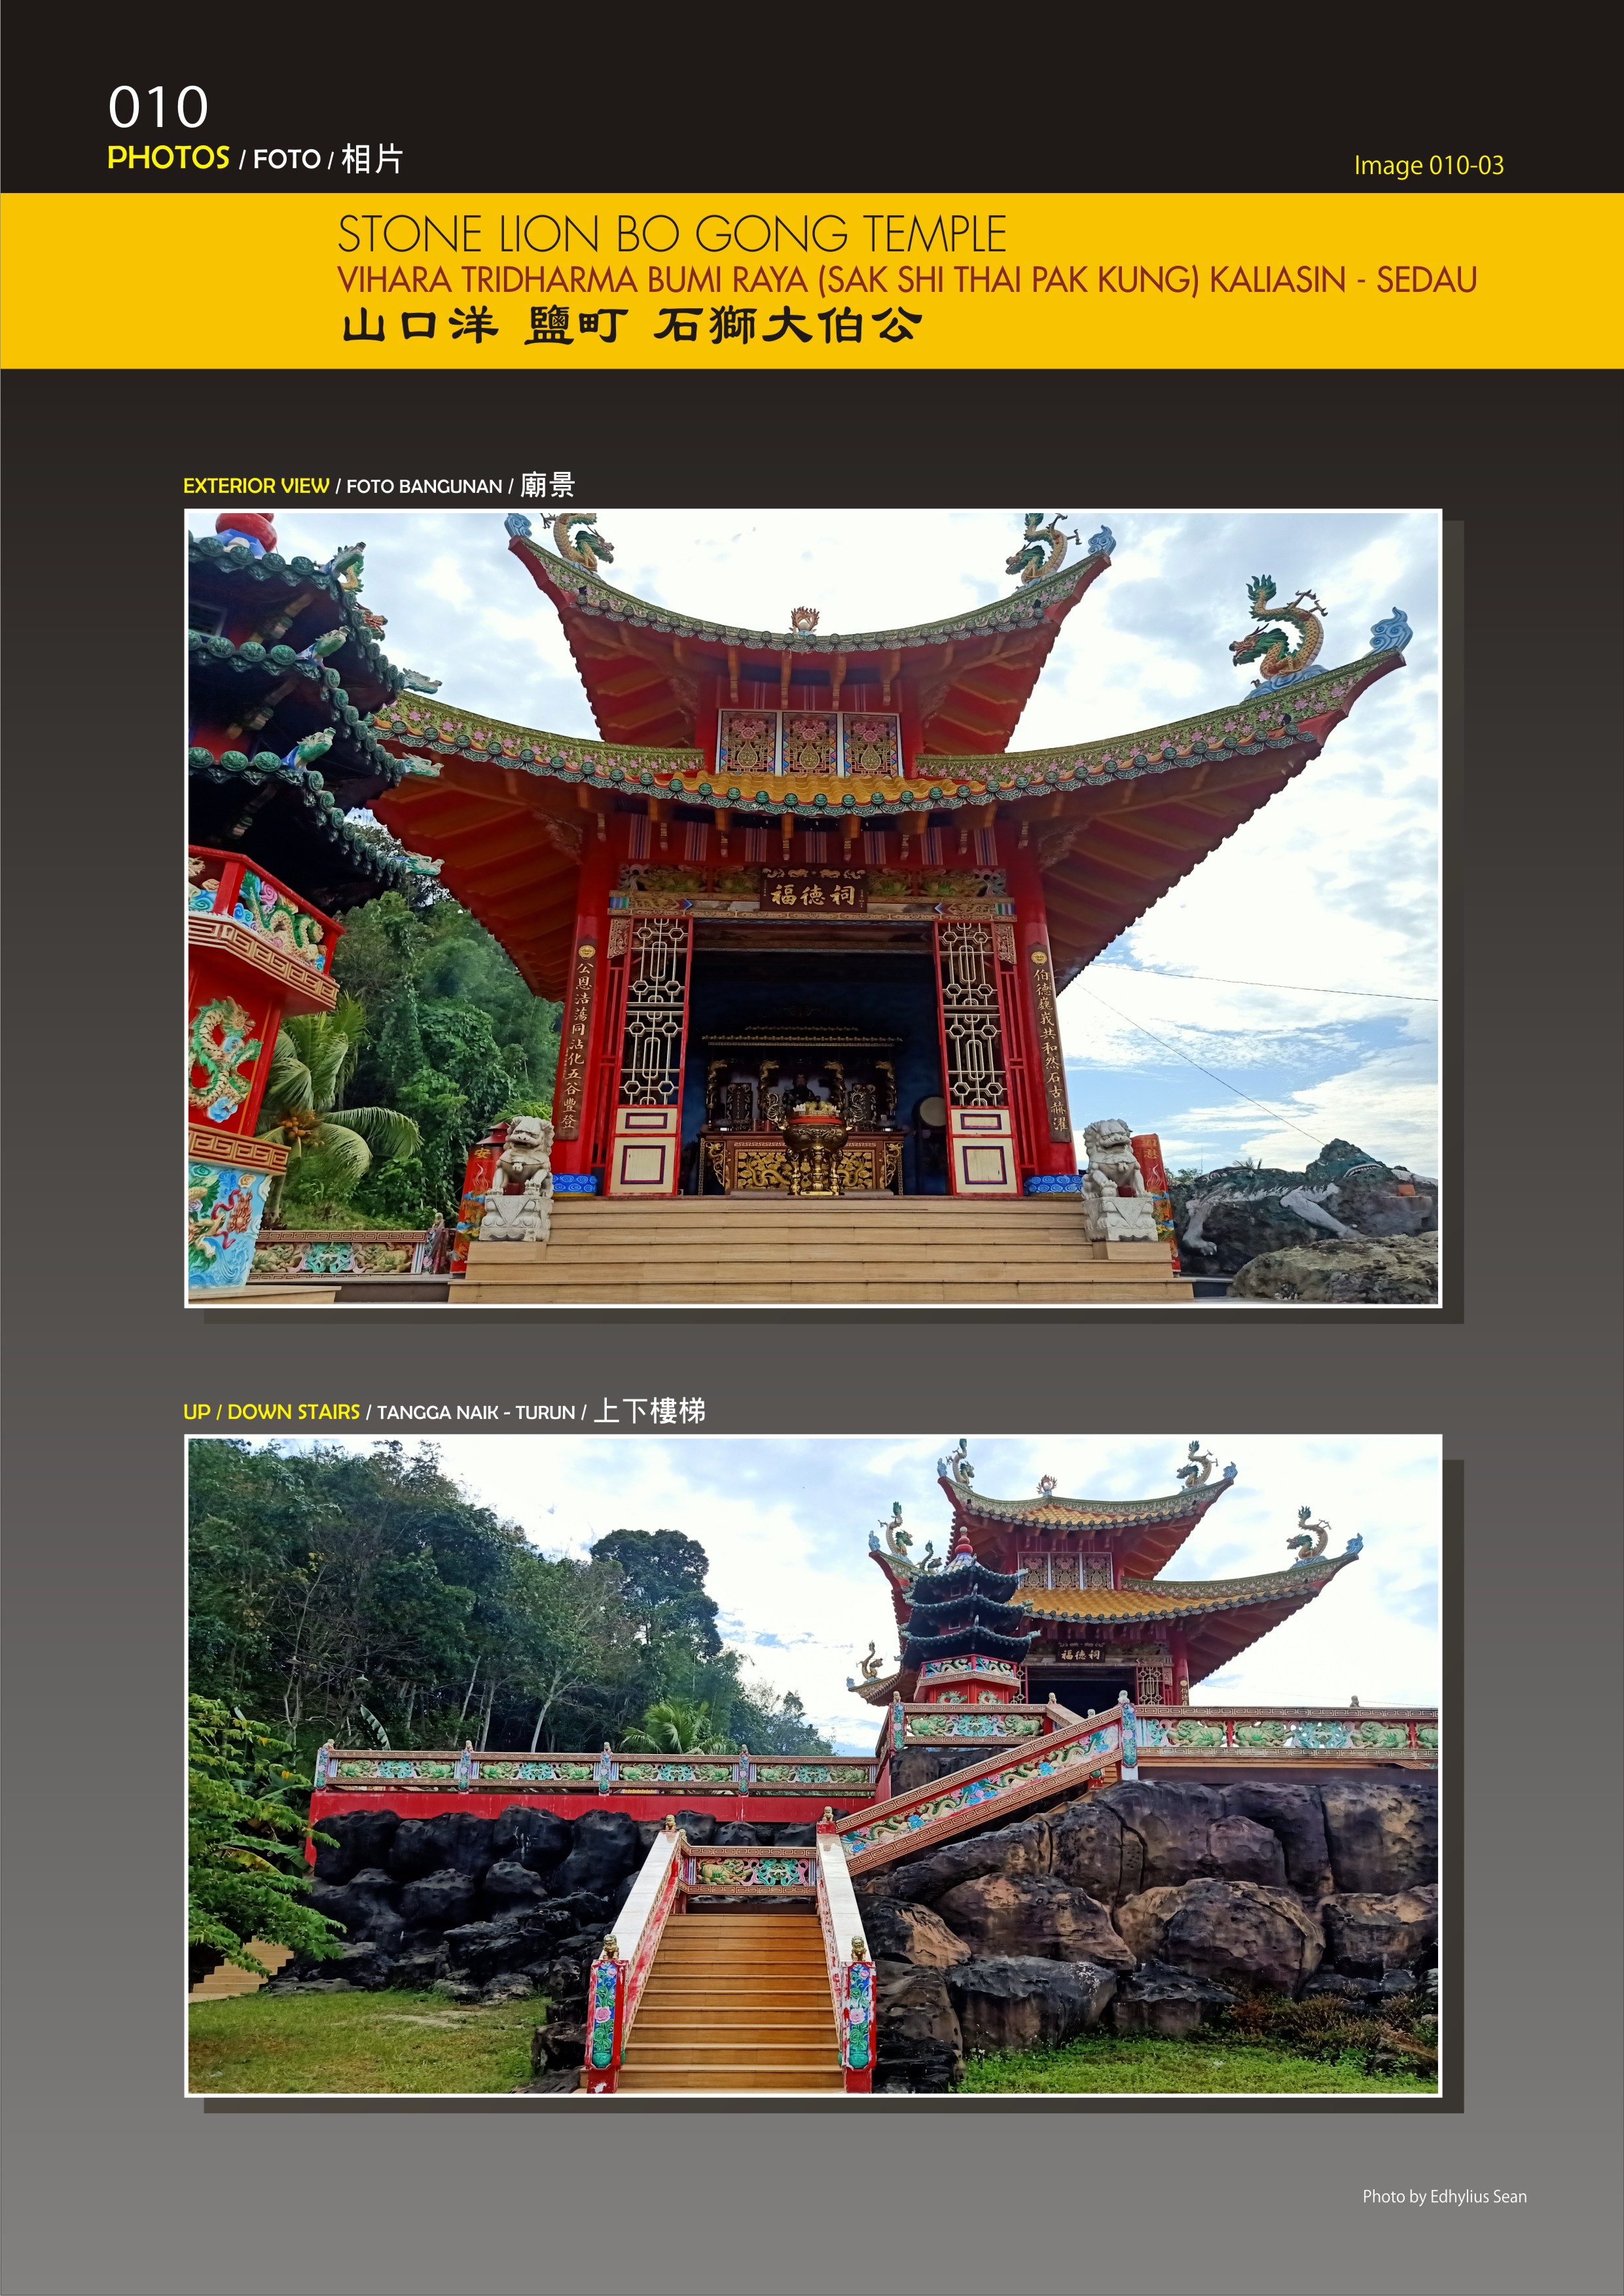 010
PHOTOS / FOTO / 相片
Image 010-03
STONE LION BO GONG TEMPLE
VIHARA TRIDHARMA BUMI RAYA (SAK SHI THAI PAK KUNG) KALIASIN - SEDAU
山口洋 鹽町 石獅大伯公
EXTERIOR VIEW / FOTO BANGUNAN / 廟景
福德祠
伯德巍峩共和然石古赫濯
公恩浩蕩同沾化五谷豐登
安
UP / DOWN STAIRS / TANGGA NAIK - TURUN / 上下樓梯
福德祠
Photo by Edhylius Sean